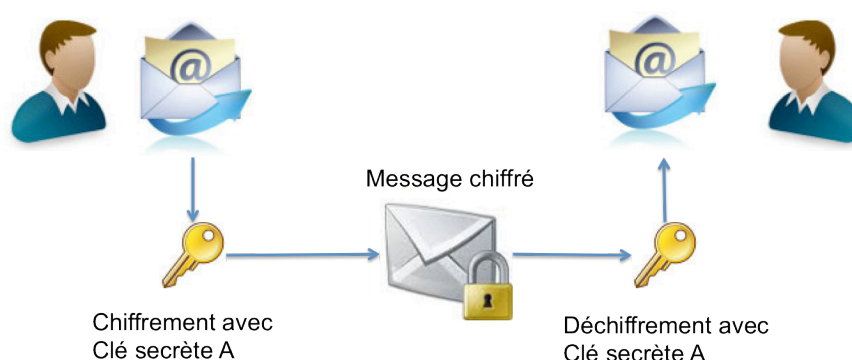 @
@
Message chiffré
Chiffrement avec
Clé secrète A
Déchiffrement avec
Clé secrète A